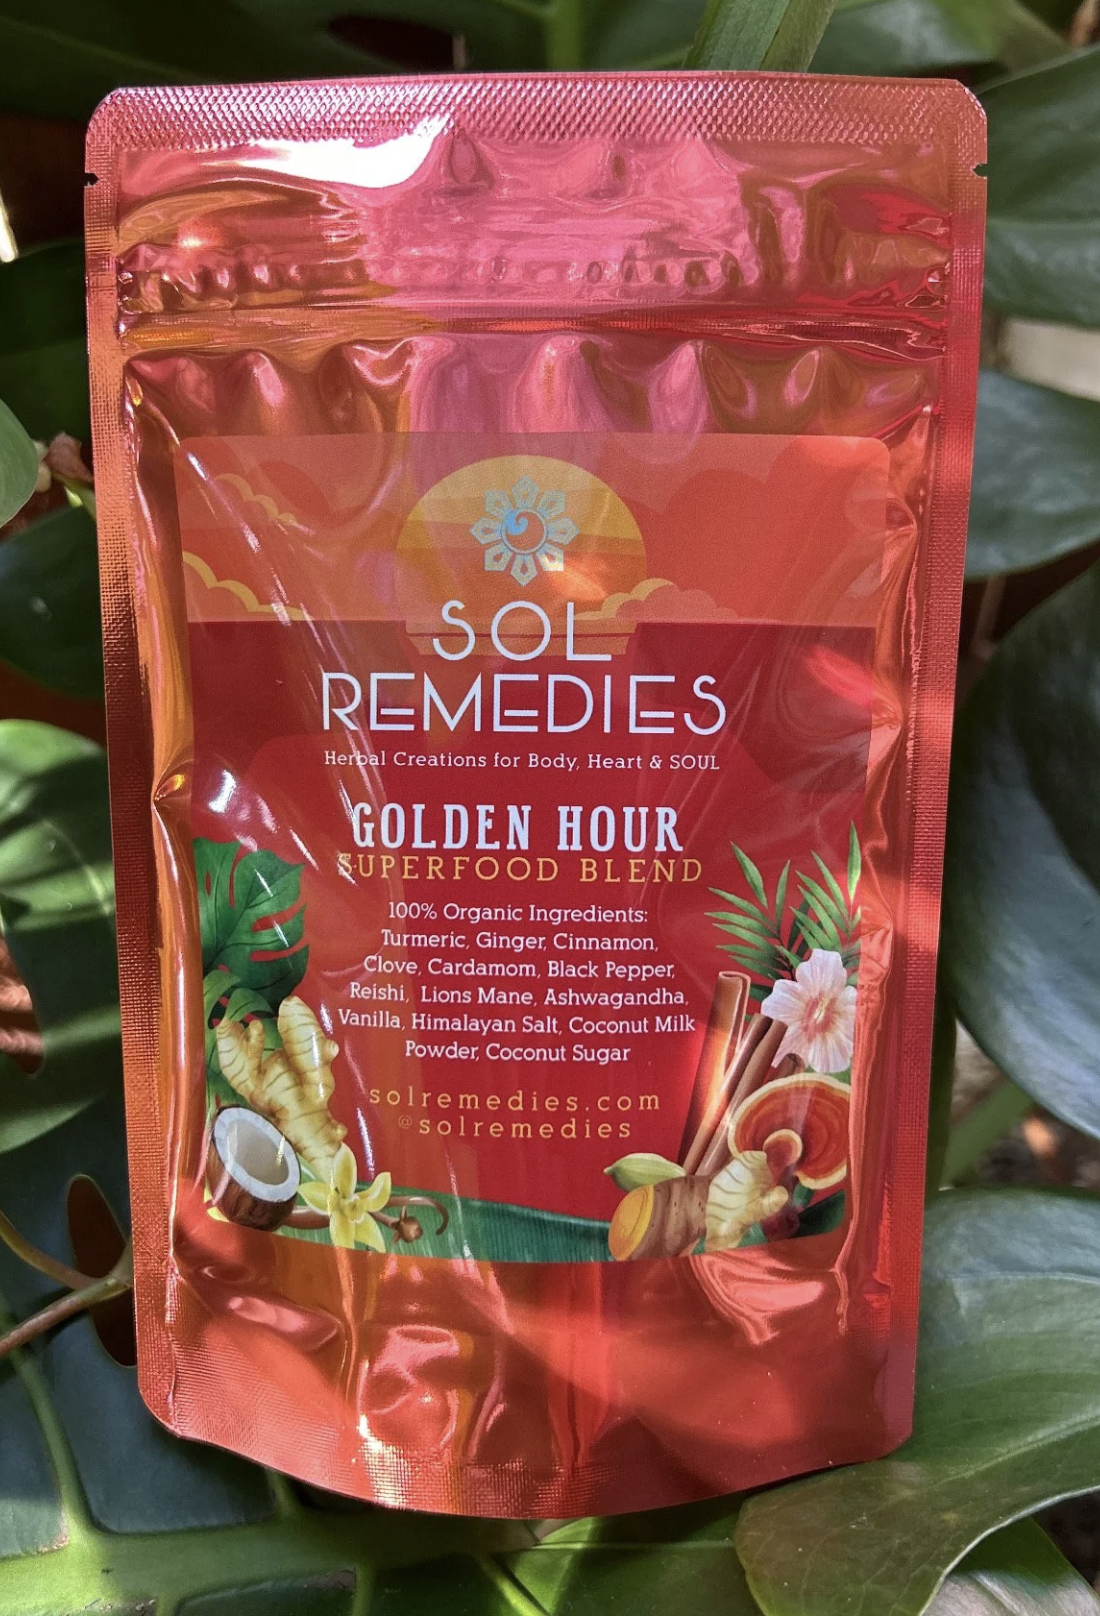 SOL
REMEDIES
Herbal Creations for Body, Heart & SOUL
GOLDEN HOUR
SUPERFOOD BLEND
100% Organic Ingredients:
Turmeric, Ginger, Cinnamon,
Clove, Cardamom, Black Pepper,
Reishi, Lions Mane, Ashwagandha,
Vanilla, Himalayan Salt, Coconut Milk
Powder, Coconut Sugar
solremedies.com
@solremedies